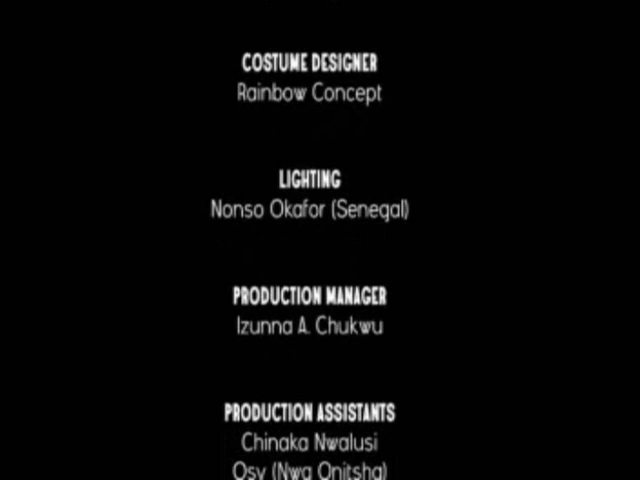 COSTUME DESIGNER
Rainbow Concept
LIGHTING
Nonso Okafor (Senegal)
PRODUCTION MANAGER
Izunna A. Chukwu
PRODUCTION ASSISTANTS
Chinaka Nwalusi
Osy (Nwa Onitsha)